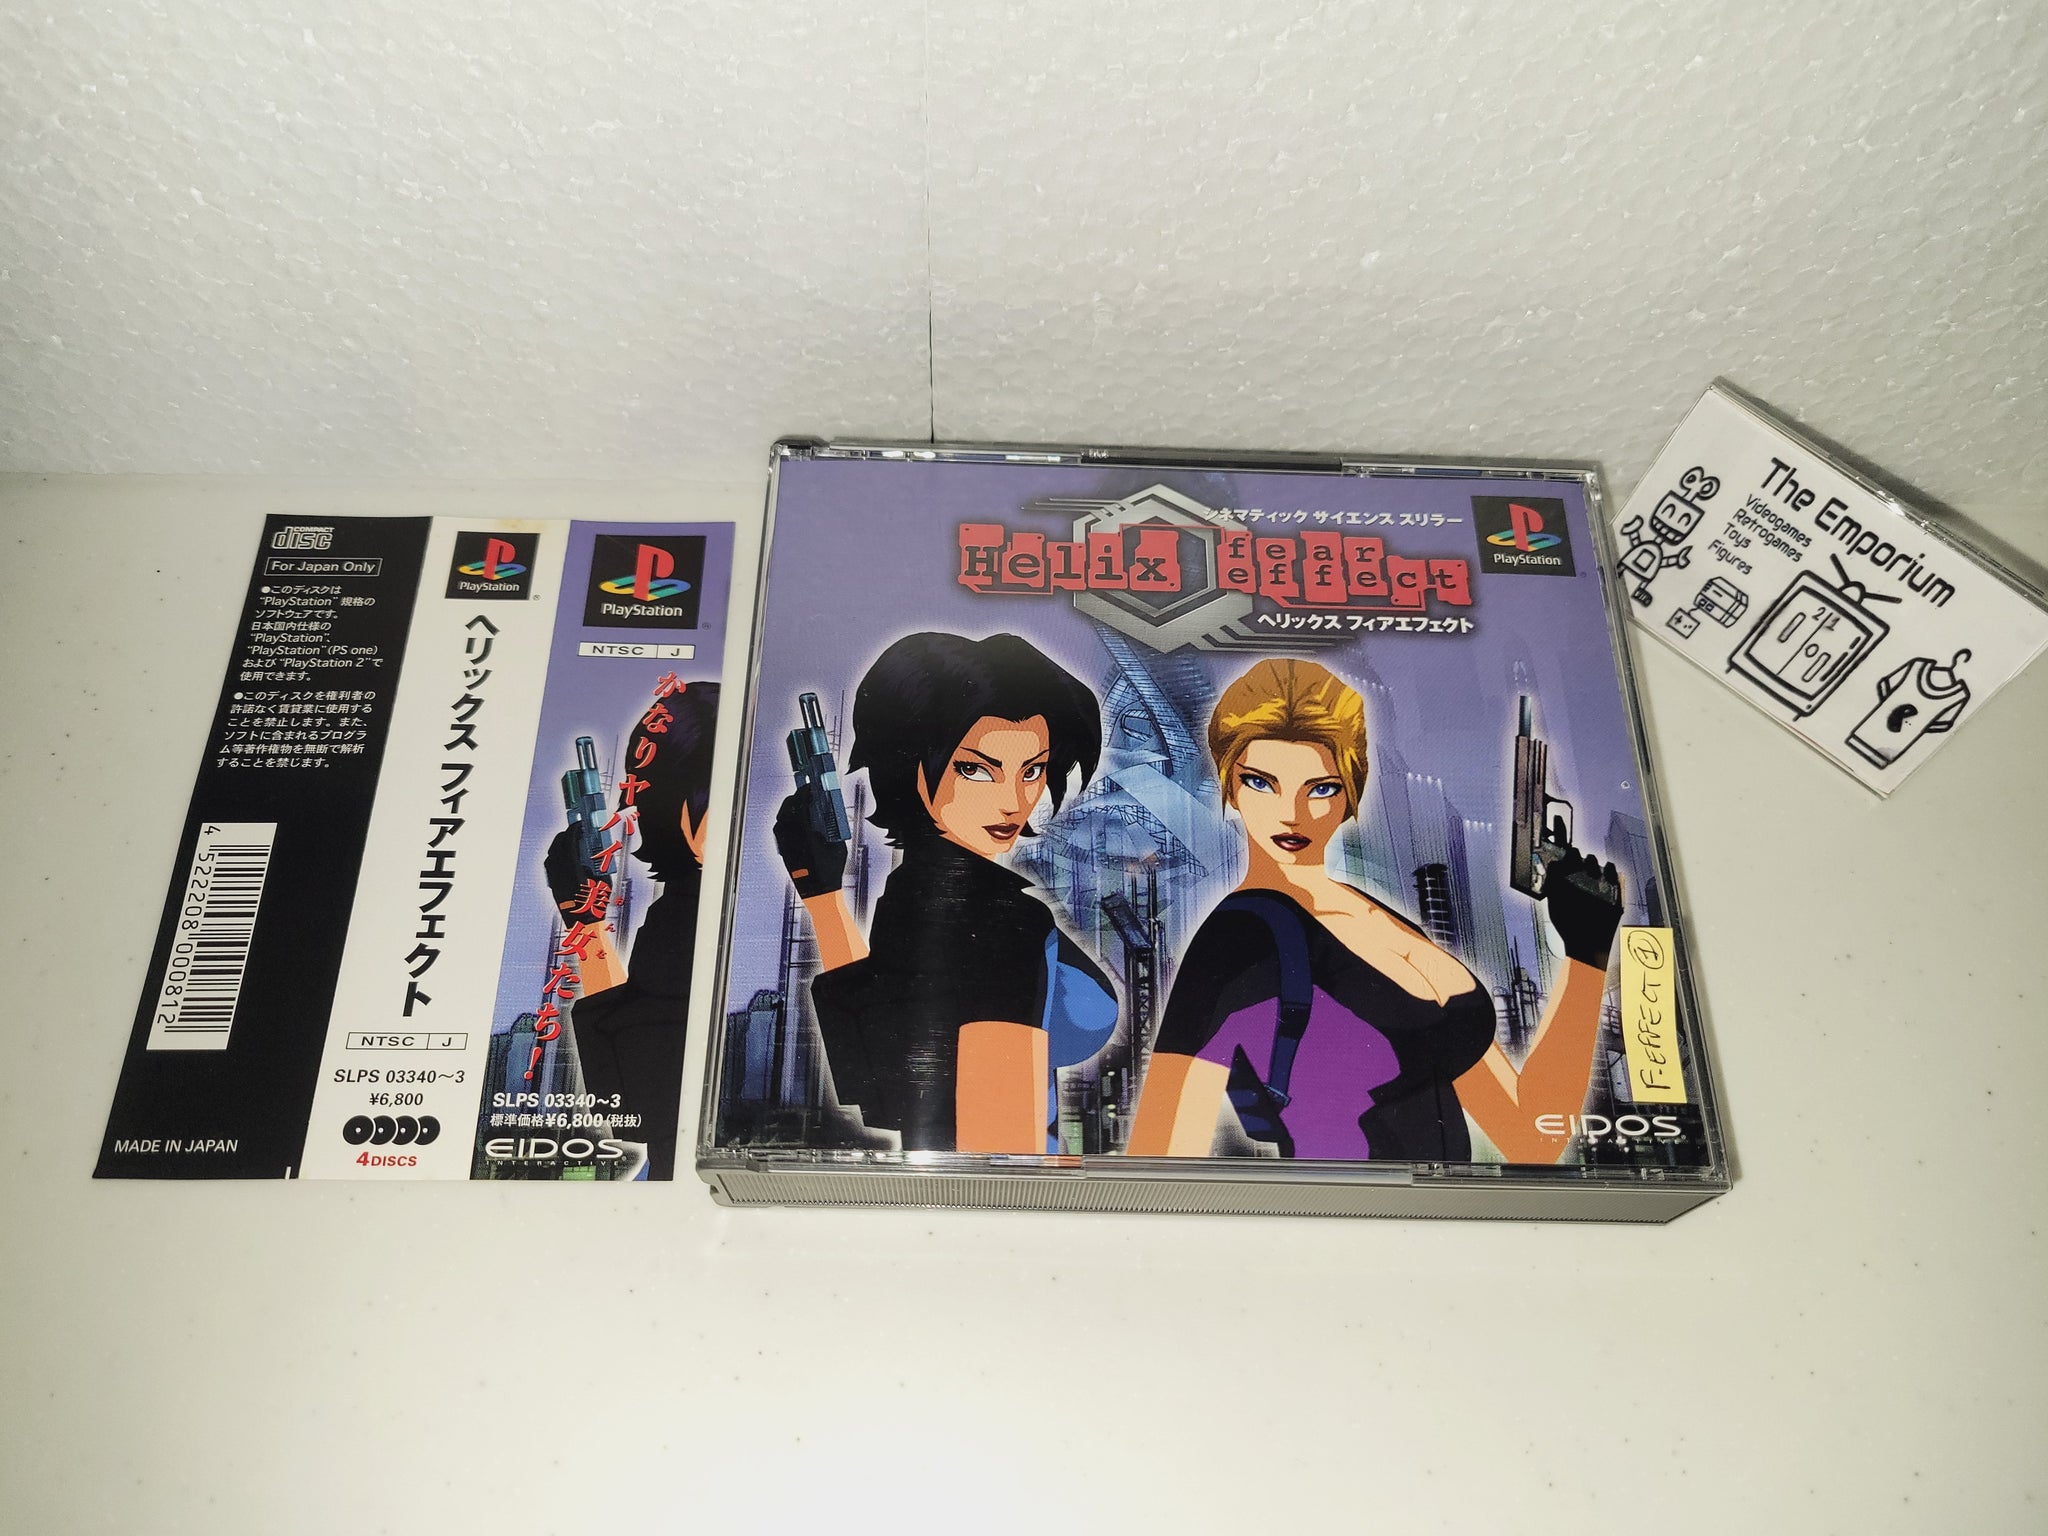 COMPACT
disc
For Japan Only
●このディスクは
"PlayStation" 規格の
ソフトウェアです。
日本国内仕様の
"PlayStation"、
"PlayStation"(PS one)
および"PlayStation 2"で
使用できます。
●このディスクを権利者の
許諾なく賃貸業に使用する
ことを禁止します。また、
ソフトに含まれるプログラ
ム等著作権物を無断で解析
することを禁じます。
4 522208 000812
MADE IN JAPAN
PlayStation
®
ヘリックス フィアエフェクト
NTSC J
SLPS 03340〜3
¥6,800
4DISCS
PlayStation
®
NTSC J
かなりヤバイ美女たち!
おんな
SLPS 03340〜3
標準価格¥6,800(税抜)
EIDOS
INTERACTIVE
シネマティック サイエンス スリラー
Helix fear effect
ヘリックス フィアエフェクト
PlayStation
®
F.EFFECT ①
EIDOS
INTERACTIVE
The Emporium
Videogames
Retrogames
Toys
Figures
21